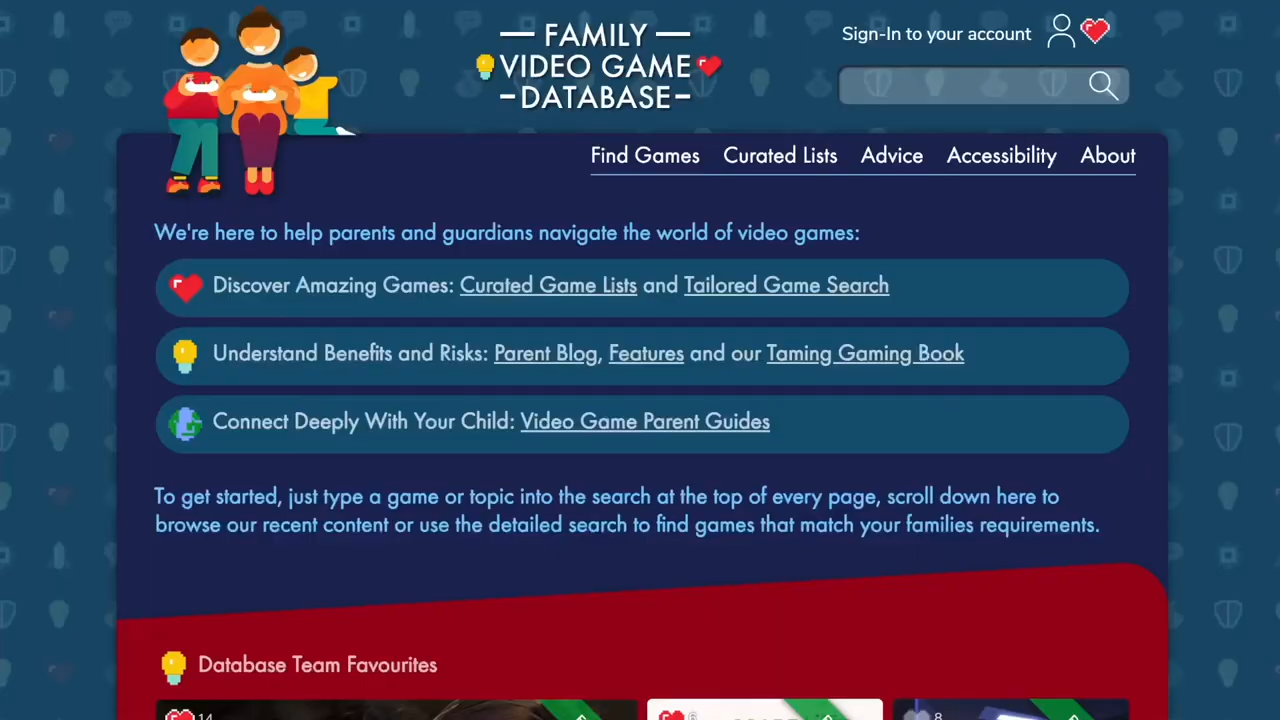 FAMILY
VIDEO GAME
DATABASE
Sign-In to your account
Find Games Curated Lists Advice Accessibility About
We're here to help parents and guardians navigate the world of video games:
Discover Amazing Games: Curated Game Lists and Tailored Game Search
Understand Benefits and Risks: Parent Blog, Features and our Taming Gaming Book
Connect Deeply With Your Child: Video Game Parent Guides
To get started, just type a game or topic into the search at the top of every page, scroll down here to
browse our recent content or use the detailed search to find games that match your families requirements.
Database Team Favourites
14 6 8